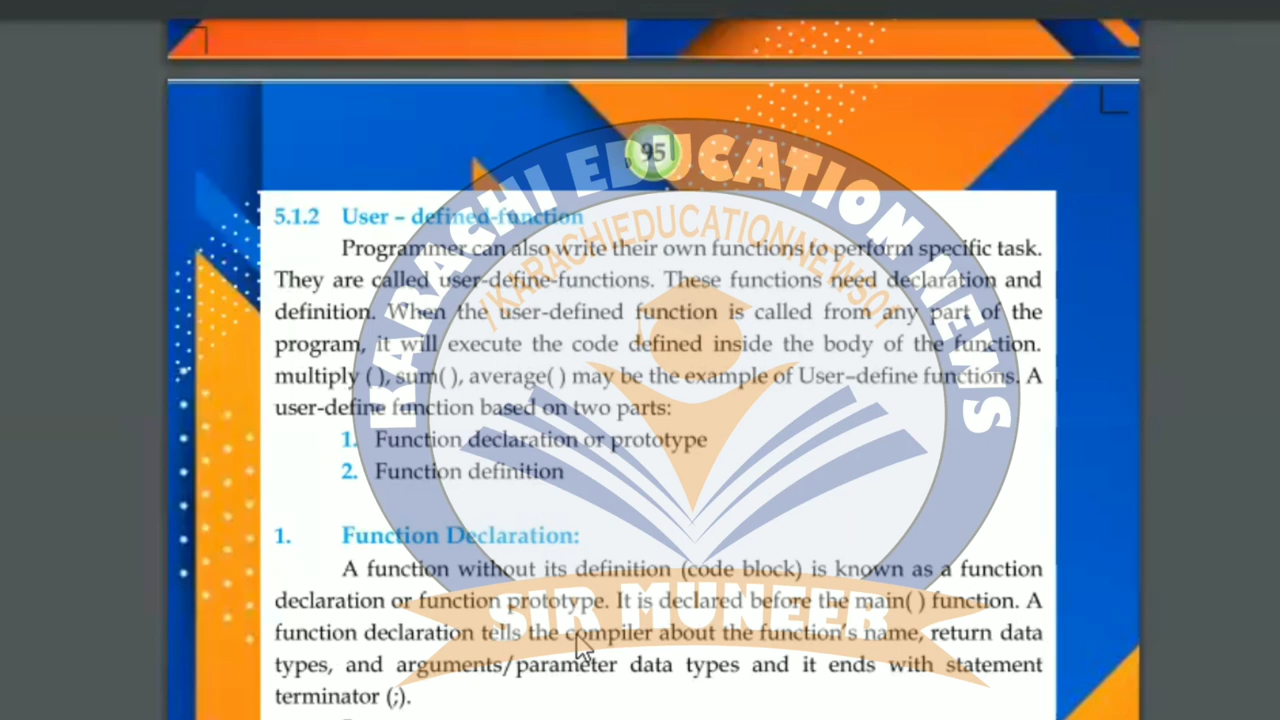 95
KARACHI EDUCATION NEWS
/KARACHIEDUCATIONNEWS01
5.1.2 User – defined-function
Programmer can also write their own functions to perform specific task.
They are called user-define-functions. These functions need declaration and
definition. When the user-defined function is called from any part of the
program, it will execute the code defined inside the body of the function.
multiply ( ), sum( ), average( ) may be the example of User–define functions. A
user-define function based on two parts:
1. Function declaration or prototype
2. Function definition
1. Function Declaration:
A function without its definition (code block) is known as a function
declaration or function prototype. It is declared before the main( ) function. A
SIR MUNEER
function declaration tells the compiler about the function's name, return data
types, and arguments/parameter data types and it ends with statement
terminator (;).